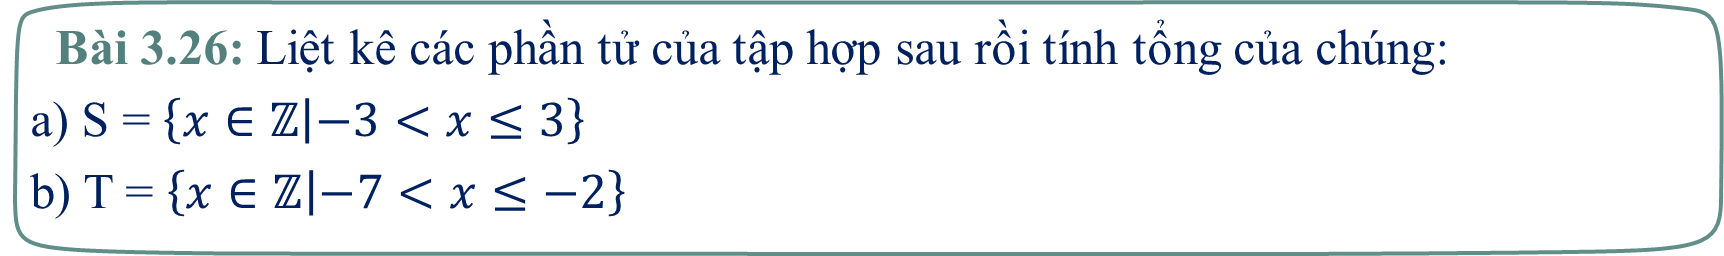 Bài 3.26: Liệt kê các phần tử của tập hợp sau rồi tính tổng của chúng:
a) S = {x ∈ ℤ|−3 < x ≤ 3}
b) T = {x ∈ ℤ|−7 < x ≤ −2}